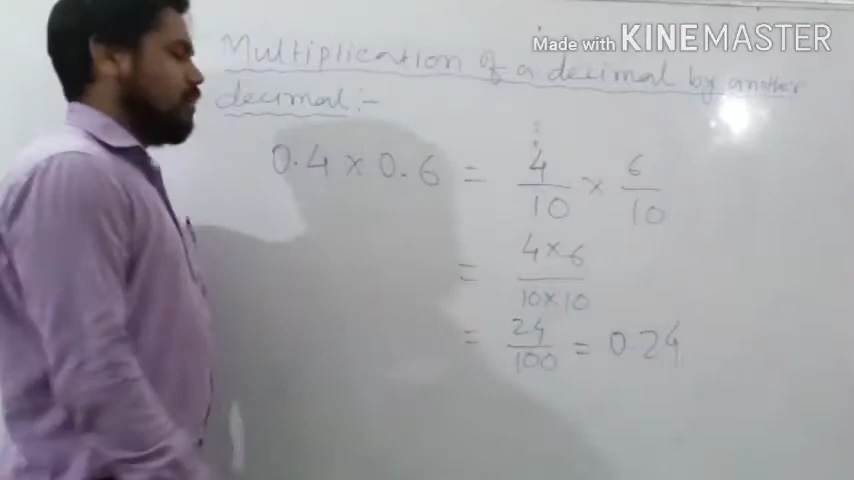 Made with KINEMASTER
Multiplication of a decimal by another
decimal :-
0.4 × 0.6 = 4/10 × 6/10
= 4×6/10×10
= 24/100 = 0.24